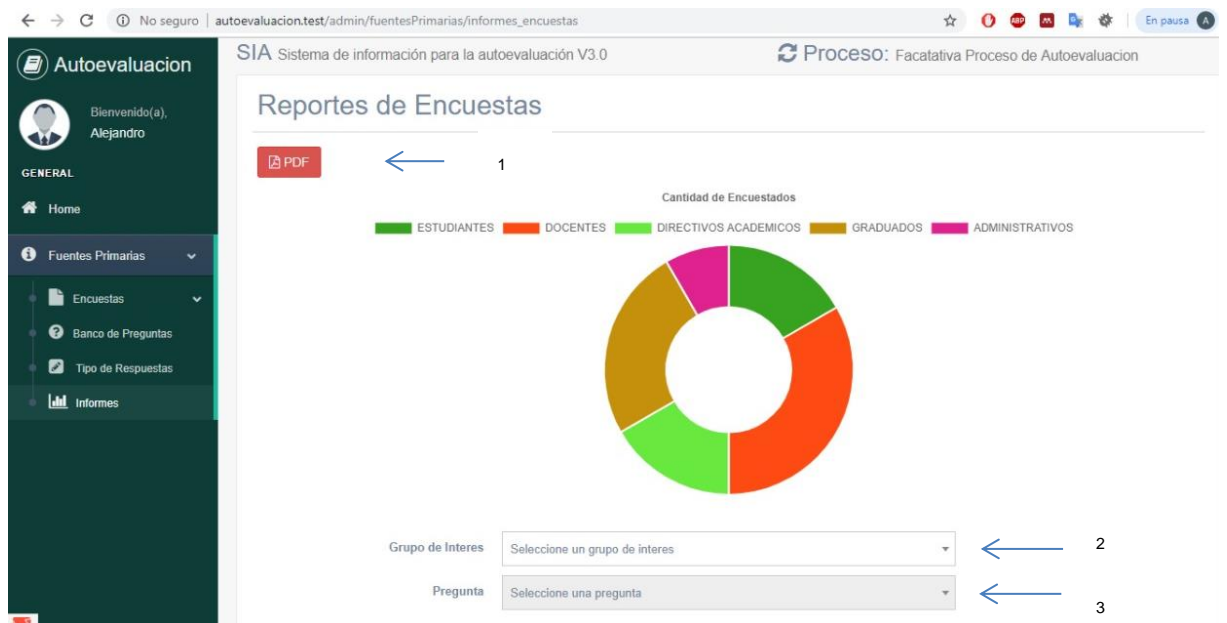 No seguro | autoevaluacion.test/admin/fuentesPrimarias/informes_encuestas
ABP
En pausa A
Autoevaluacion
SIA Sistema de información para la autoevaluación V3.0
Proceso: Facatativa Proceso de Autoevaluacion
Bienvenido(a),
Alejandro
GENERAL
Home
Fuentes Primarias
Encuestas
Banco de Preguntas
Tipo de Respuestas
Informes
Reportes de Encuestas
PDF
1
Cantidad de Encuestados
ESTUDIANTES DOCENTES DIRECTIVOS ACADEMICOS GRADUADOS ADMINISTRATIVOS
Grupo de Interes Seleccione un grupo de interes
2
Pregunta Seleccione una pregunta
3